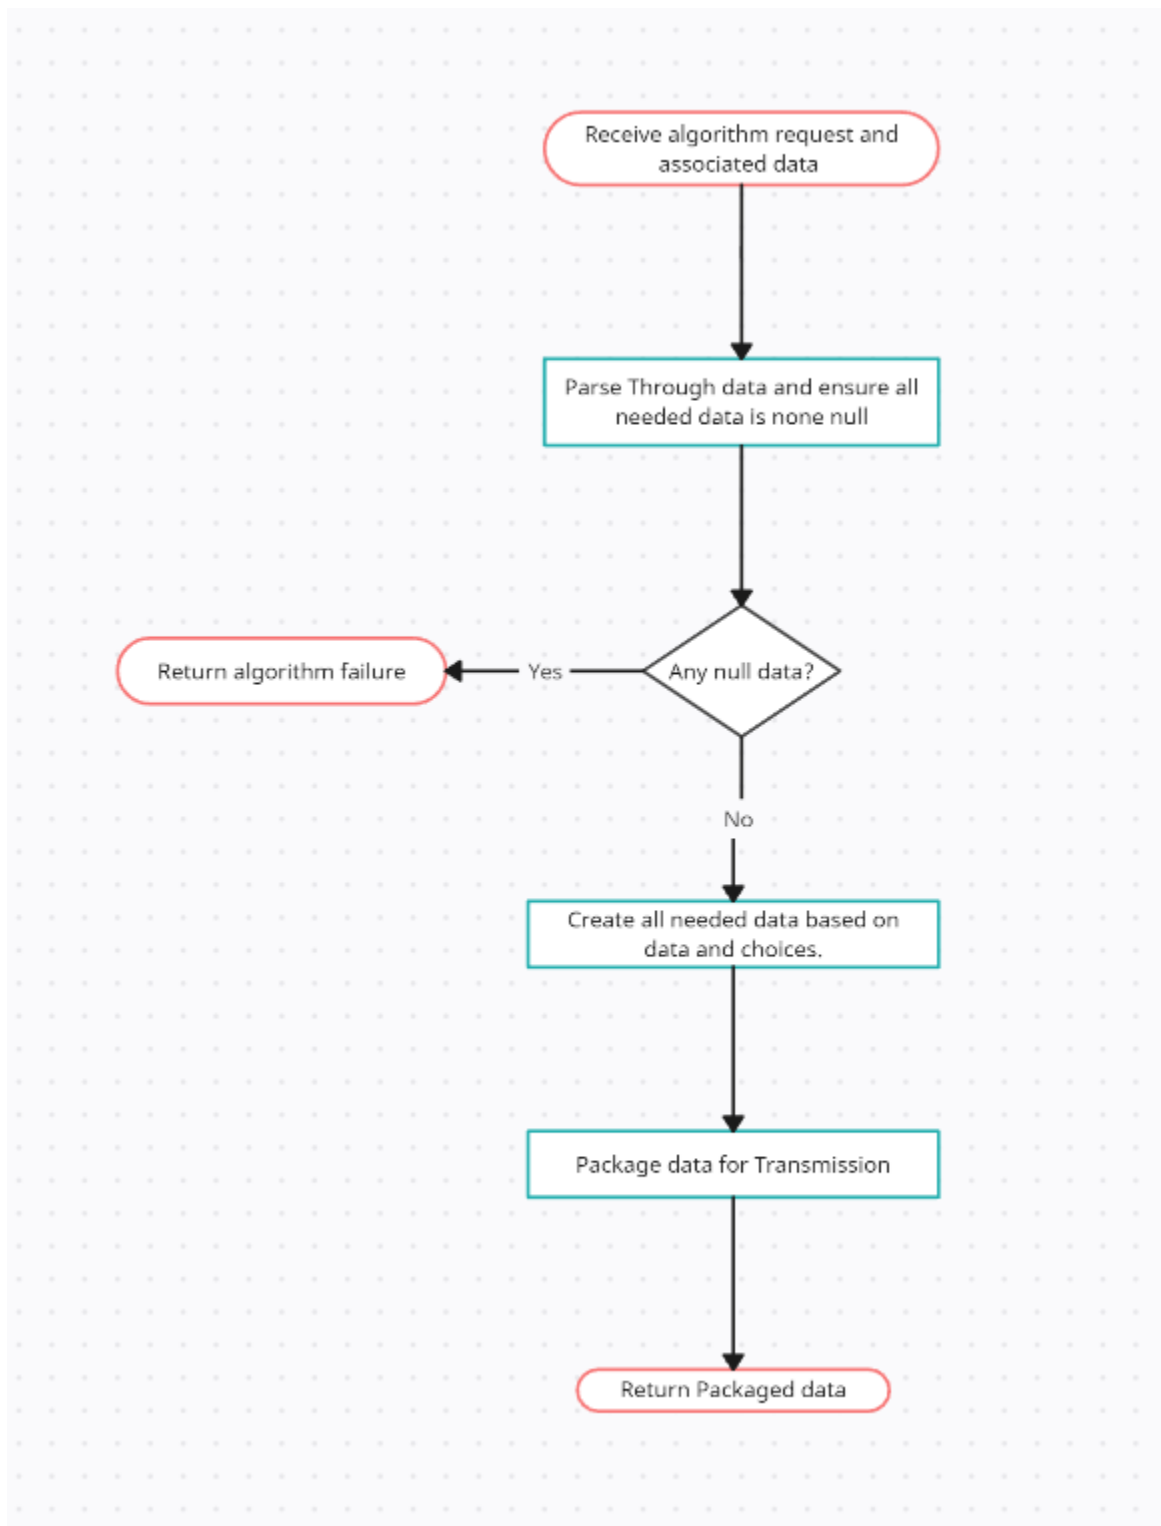 Receive algorithm request and
associated data
Parse Through data and ensure all
needed data is none null
Any null data?
Yes
Return algorithm failure
No
Create all needed data based on
data and choices.
Package data for Transmission
Return Packaged data